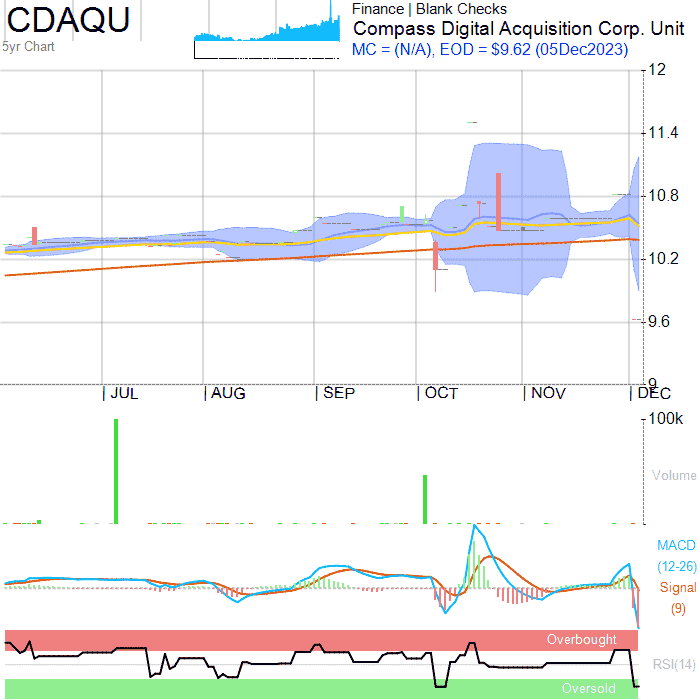 CDAQU
5yr Chart
Finance | Blank Checks
Compass Digital Acquisition Corp. Unit
MC = (N/A), EOD = $9.62 (05Dec2023)
12
11.4
10.8
10.2
9.6
9
JUL AUG SEP OCT NOV DEC
100k
Volume
MACD
(12-26)
Signal
(9)
Overbought
RSI(14)
Oversold